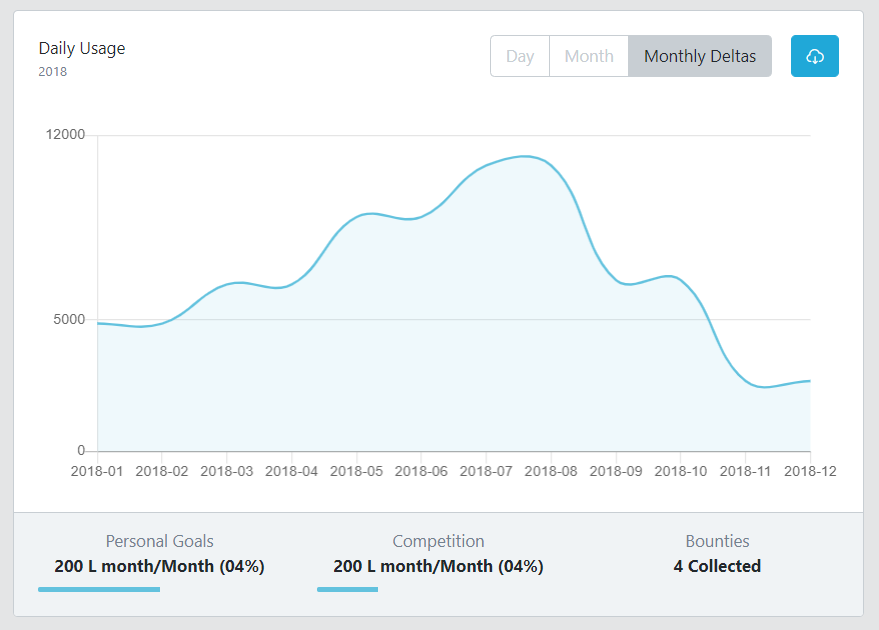 Daily Usage
2018
Day Month Monthly Deltas
12000
5000
0
2018-01 2018-02 2018-03 2018-04 2018-05 2018-06 2018-07 2018-08 2018-09 2018-10 2018-11 2018-12
Personal Goals Competition Bounties
200 L month/Month (04%) 200 L month/Month (04%) 4 Collected